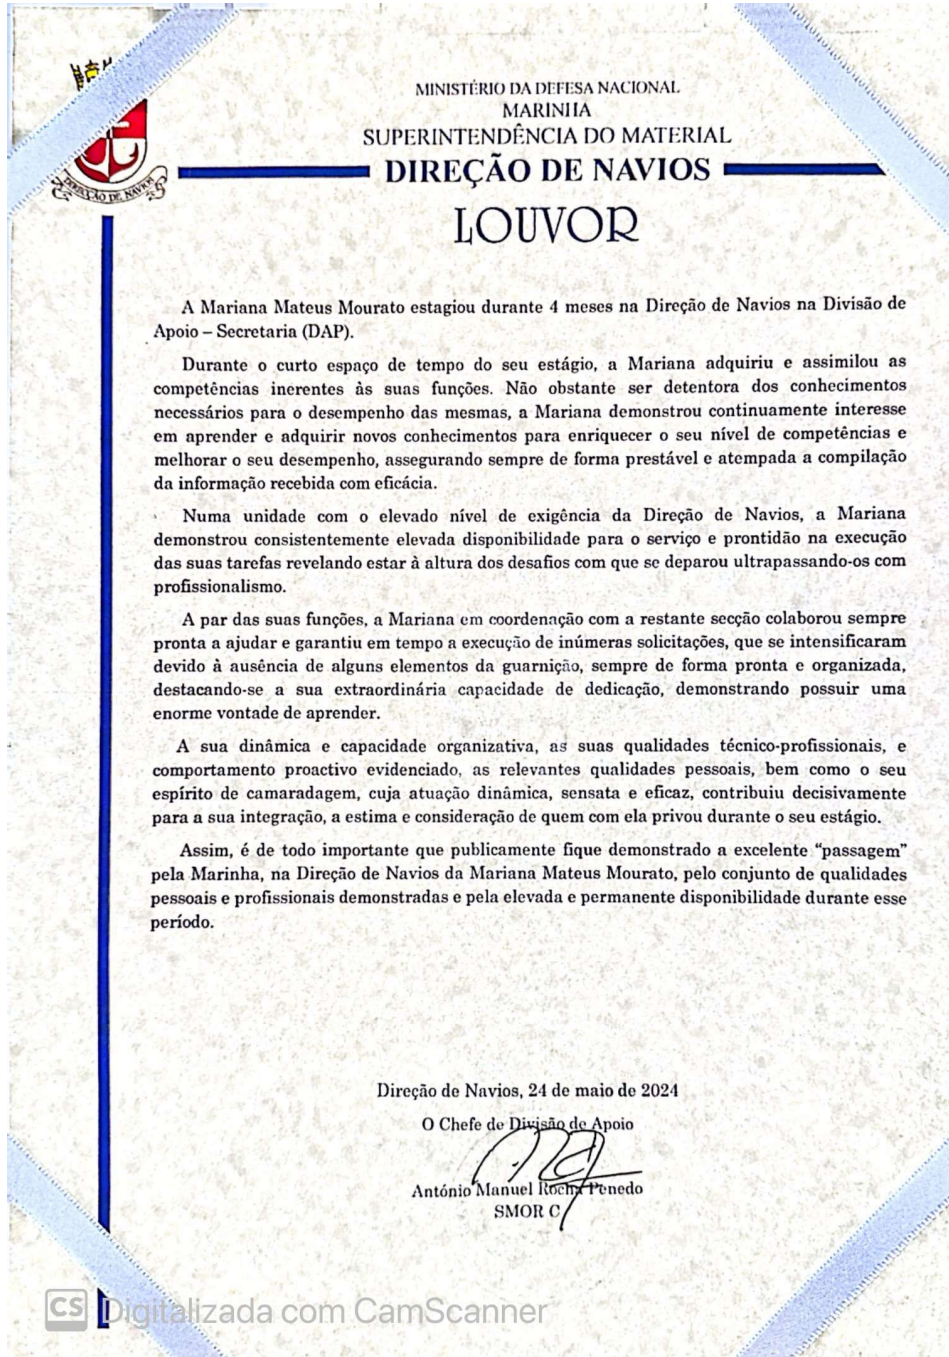 MINISTÉRIO DA DEFESA NACIONAL
MARINHA
SUPERINTENDÊNCIA DO MATERIAL
DIREÇÃO DE NAVIOS
DIREÇÃO DE NAVIOS
LOUVOR
A Mariana Mateus Mourato estagiou durante 4 meses na Direção de Navios na Divisão de
Apoio – Secretaria (DAP).
Durante o curto espaço de tempo do seu estágio, a Mariana adquiriu e assimilou as
competências inerentes às suas funções. Não obstante ser detentora dos conhecimentos
necessários para o desempenho das mesmas, a Mariana demonstrou continuamente interesse
em aprender e adquirir novos conhecimentos para enriquecer o seu nível de competências e
melhorar o seu desempenho, assegurando sempre de forma prestável e atempada a compilação
da informação recebida com eficácia.
Numa unidade com o elevado nível de exigência da Direção de Navios, a Mariana
demonstrou consistentemente elevada disponibilidade para o serviço e prontidão na execução
das suas tarefas revelando estar à altura dos desafios com que se deparou ultrapassando-os com
profissionalismo.
A par das suas funções, a Mariana em coordenação com a restante secção colaborou sempre
pronta a ajudar e garantiu em tempo a execução de inúmeras solicitações, que se intensificaram
devido à ausência de alguns elementos da guarnição, sempre de forma pronta e organizada,
destacando-se a sua extraordinária capacidade de dedicação, demonstrando possuir uma
enorme vontade de aprender.
A sua dinâmica e capacidade organizativa, as suas qualidades técnico-profissionais, e
comportamento proactivo evidenciado, as relevantes qualidades pessoais, bem como o seu
espírito de camaradagem, cuja atuação dinâmica, sensata e eficaz, contribuiu decisivamente
para a sua integração, a estima e consideração de quem com ela privou durante o seu estágio.
Assim, é de todo importante que publicamente fique demonstrado a excelente “passagem”
pela Marinha, na Direção de Navios da Mariana Mateus Mourato, pelo conjunto de qualidades
pessoais e profissionais demonstradas e pela elevada e permanente disponibilidade durante esse
período.
Direção de Navios, 24 de maio de 2024
O Chefe de Divisão de Apoio
António Manuel Rocha Penedo
SMOR C
CS Digitalizada com CamScanner